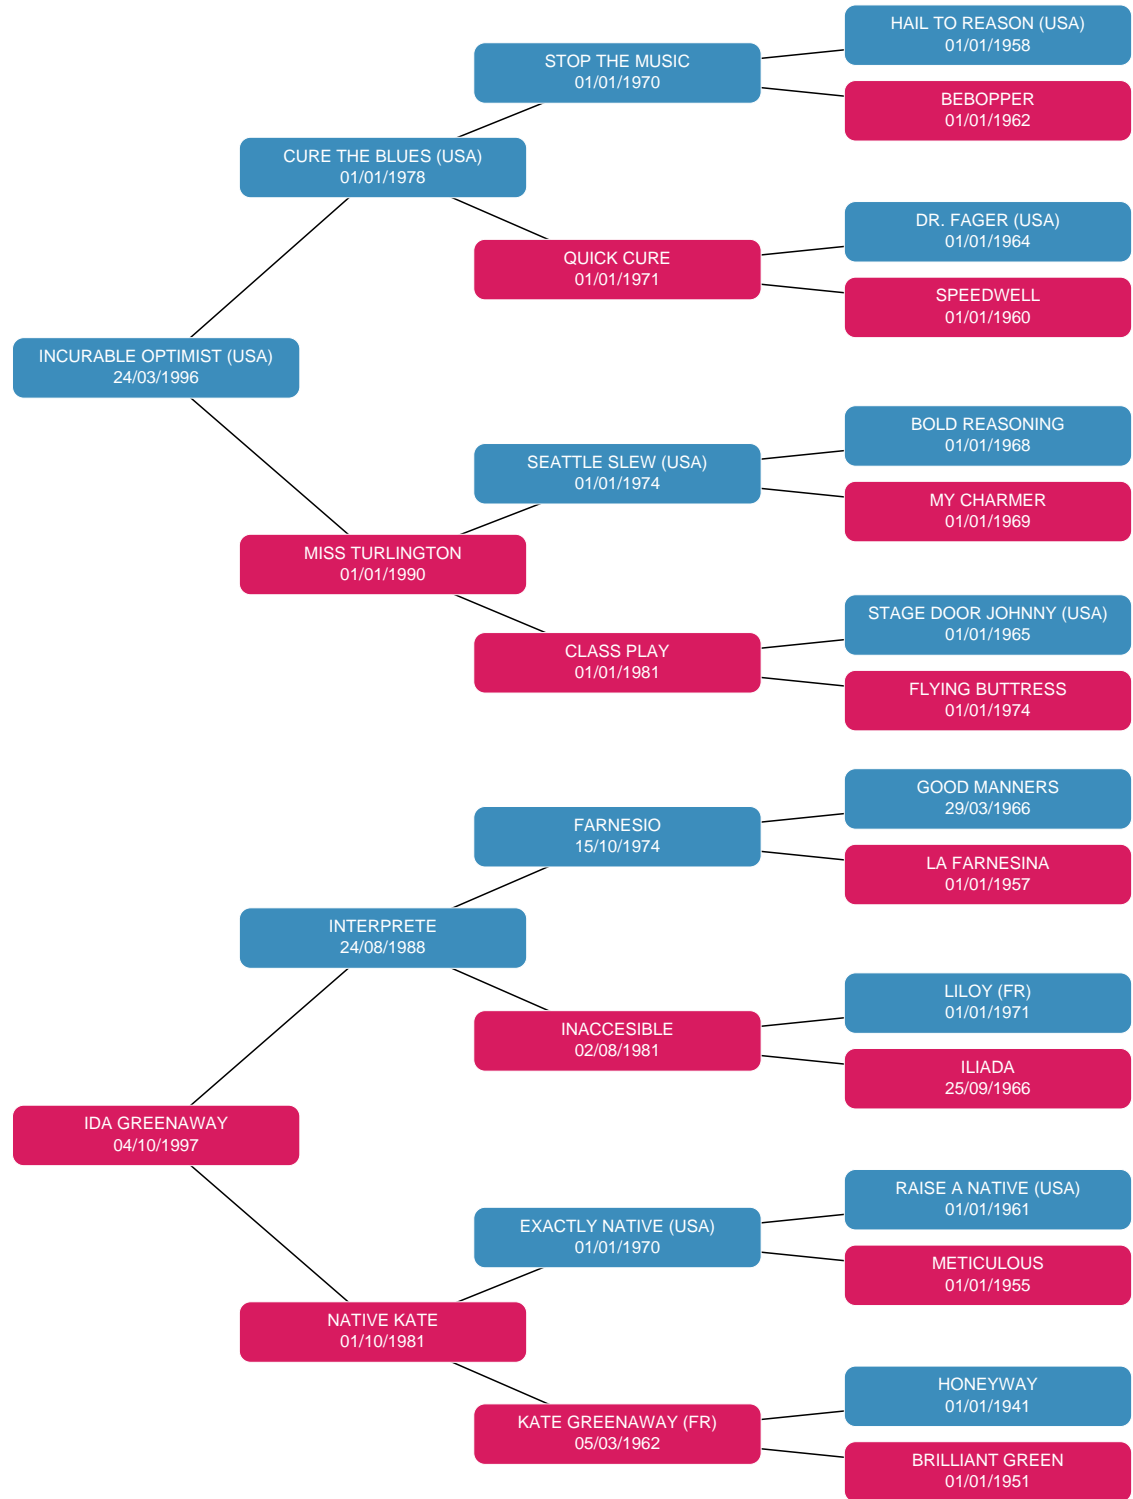 HAIL TO REASON (USA)
01/01/1958
STOP THE MUSIC
01/01/1970
BEBOPPER
01/01/1962
CURE THE BLUES (USA)
01/01/1978
DR. FAGER (USA)
01/01/1964
QUICK CURE
01/01/1971
SPEEDWELL
01/01/1960
INCURABLE OPTIMIST (USA)
24/03/1996
BOLD REASONING
01/01/1968
SEATTLE SLEW (USA)
01/01/1974
MY CHARMER
01/01/1969
MISS TURLINGTON
01/01/1990
STAGE DOOR JOHNNY (USA)
01/01/1965
CLASS PLAY
01/01/1981
FLYING BUTTRESS
01/01/1974
GOOD MANNERS
29/03/1966
FARNESIO
15/10/1974
LA FARNESINA
01/01/1957
INTERPRETE
24/08/1988
LILOY (FR)
01/01/1971
INACCESIBLE
02/08/1981
ILIADA
25/09/1966
IDA GREENAWAY
04/10/1997
RAISE A NATIVE (USA)
01/01/1961
EXACTLY NATIVE (USA)
01/01/1970
METICULOUS
01/01/1955
NATIVE KATE
01/10/1981
HONEYWAY
01/01/1941
KATE GREENAWAY (FR)
05/03/1962
BRILLIANT GREEN
01/01/1951